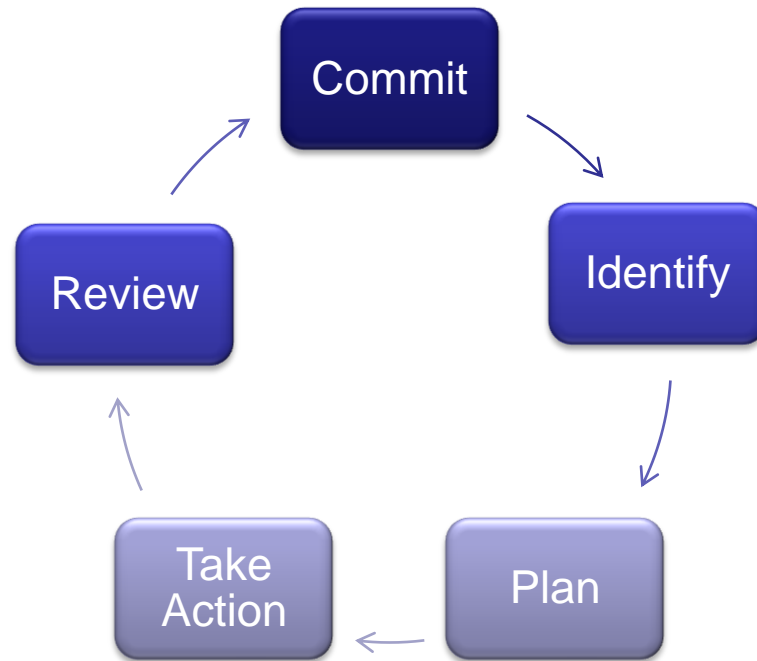 Commit
Identify
Plan
Take
Action
Review